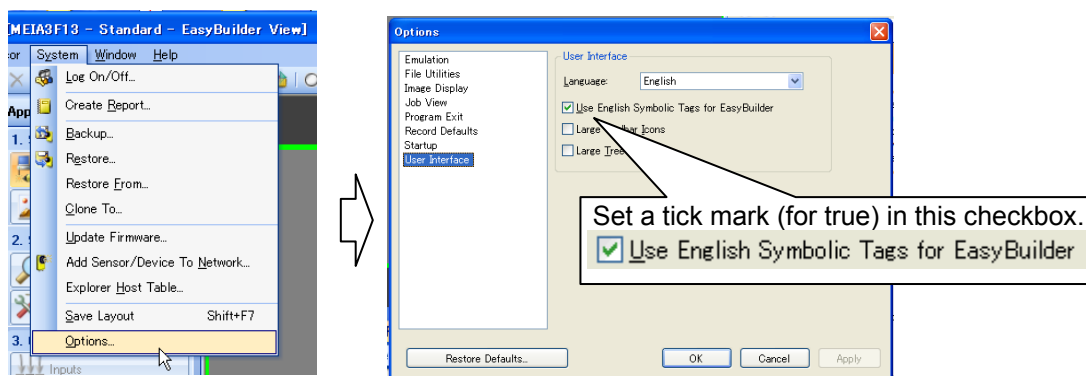 [MEIA3F13 - Standard - EasyBuilder View]
System Window Help
Log On/Off...
Create Report...
App
1.
Backup...
Restore...
Restore From...
Clone To...
2.
Update Firmware...
Add Sensor/Device To Network...
Explorer Host Table...
Save Layout Shift+F7
3.
Options...
Inputs
Options
Emulation
File Utilities
Image Display
Job View
Program Exit
Record Defaults
Startup
User Interface
User Interface
Language: English
Use English Symbolic Tags for EasyBuilder
Large Icons
Large Tree
Set a tick mark (for true) in this checkbox.
Use English Symbolic Tags for EasyBuilder
Restore Defaults... OK Cancel Apply